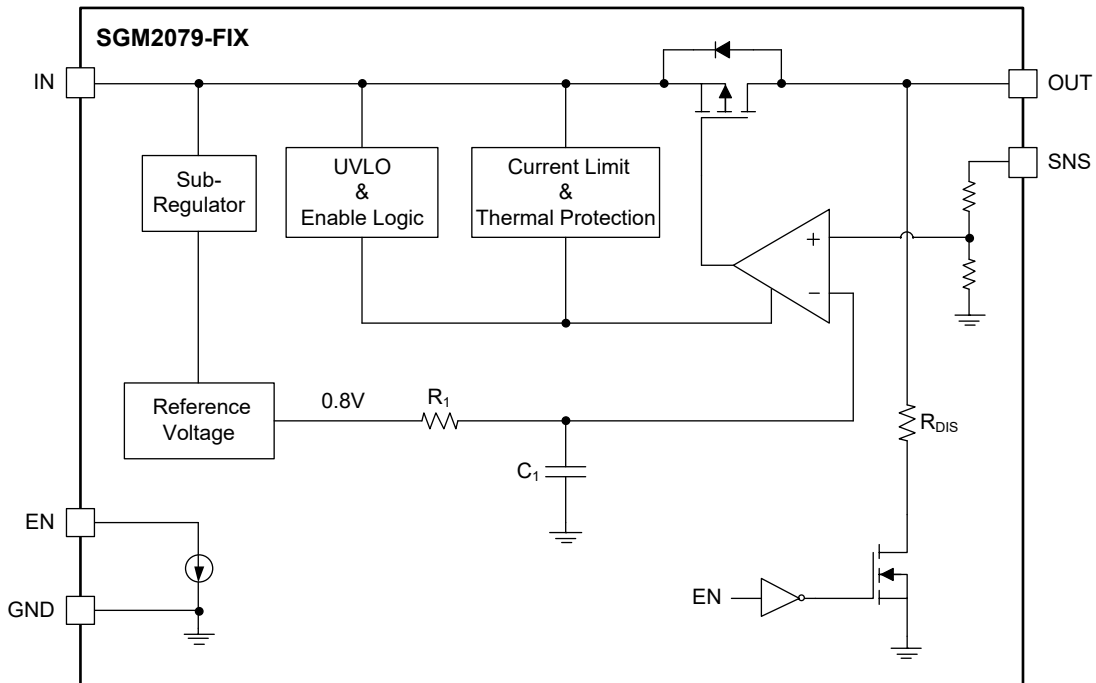 SGM2079-FIX
IN
OUT
SNS
Sub-
Regulator
UVLO
&
Enable Logic
Current Limit
&
Thermal Protection
+
−
Reference
Voltage
0.8V
R1
C1
RDIS
EN
GND
EN